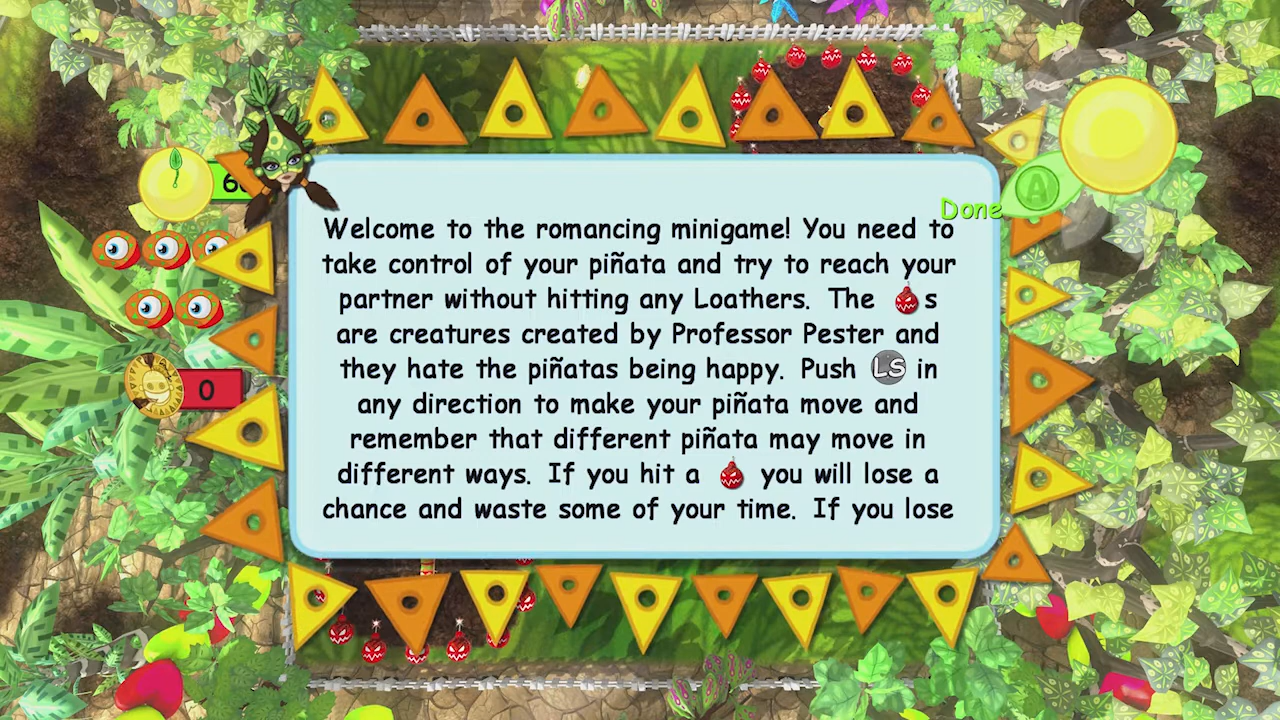 6
Done
A
Welcome to the romancing minigame! You need to
take control of your piñata and try to reach your
partner without hitting any Loathers. The s
are creatures created by Professor Pester and
they hate the piñatas being happy. Push LS in
any direction to make your piñata move and
remember that different piñata may move in
different ways. If you hit a you will lose a
chance and waste some of your time. If you lose
0